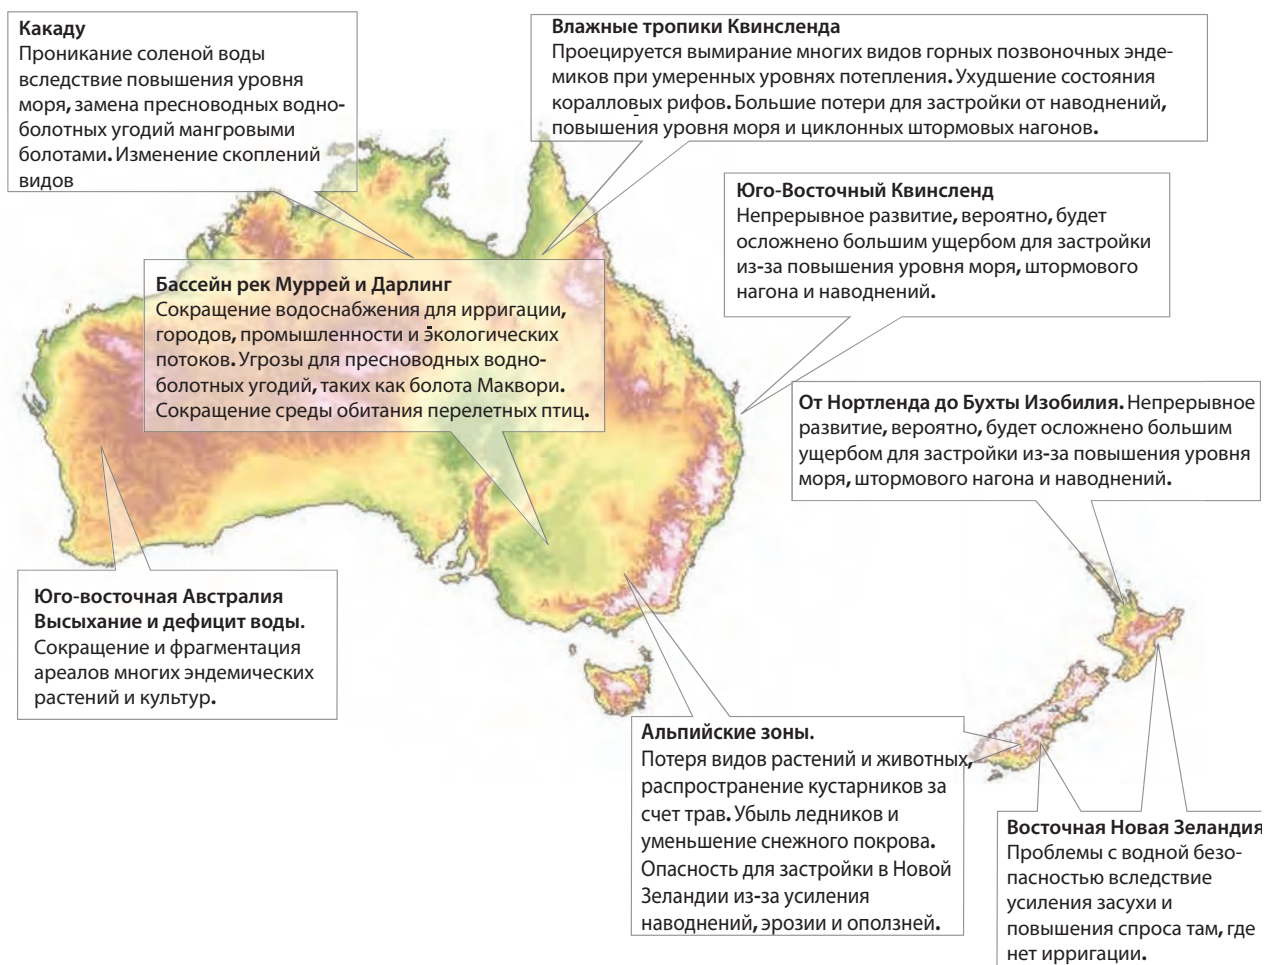 Какаду
Проникание соленой воды
вследствие повышения уровня
моря, замена пресноводных водно-
болотных угодий мангровыми
болотами. Изменение скоплений
видов
Влажные тропики Квинсленда
Проецируется вымирание многих видов горных позвоночных энде-
миков при умеренных уровнях потепления. Ухудшение состояния
коралловых рифов. Большие потери для застройки от наводнений,
повышения уровня моря и циклонных штормовых нагонов.
Юго-Восточный Квинсленд
Непрерывное развитие, вероятно, будет
осложнено большим ущербом для застройки
из-за повышения уровня моря, штормового
нагона и наводнений.
Бассейн рек Муррей и Дарлинг
Сокращение водоснабжения для ирригации,
городов, промышленности и экологических
потоков. Угрозы для пресноводных водно-
болотных угодий, таких как болота Маквори.
Сокращение среды обитания перелетных птиц.
От Нортленда до Бухты Изобилия. Непрерывное
развитие, вероятно, будет осложнено большим
ущербом для застройки из-за повышения уровня
моря, штормового нагона и наводнений.
Юго-восточная Австралия
Высыхание и дефицит воды.
Сокращение и фрагментация
ареалов многих эндемических
растений и культур.
Альпийские зоны.
Потеря видов растений и животных,
распространение кустарников за
счет трав. Убыль ледников и
уменьшение снежного покрова.
Опасность для застройки в Новой
Зеландии из-за усиления
наводнений, эрозии и оползней.
Восточная Новая Зеландия
Проблемы с водной безо-
пасностью вследствие
усиления засухи и
повышения спроса там, где
нет ирригации.